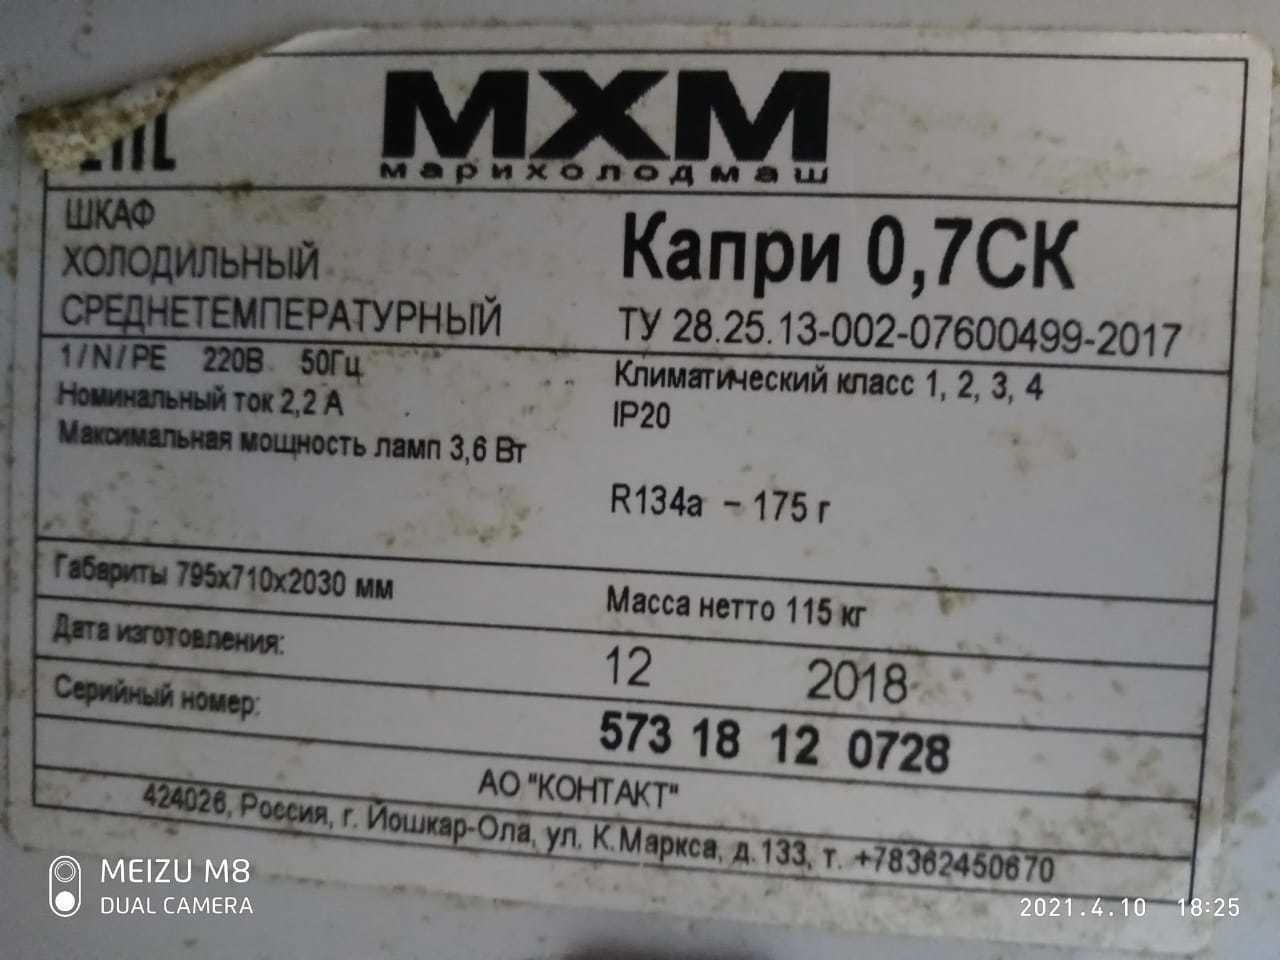 МХМ
марихолодмаш
ШКАФ
ХОЛОДИЛЬНЫЙ
СРЕДНЕТЕМПЕРАТУРНЫЙ
Капри 0,7СК
ТУ 28.25.13-002-07600499-2017
1/N/PE 220В 50Гц
Номинальный ток 2,2 А
Максимальная мощность ламп 3,6 Вт
Климатический класс 1, 2, 3, 4
IP20
R134a – 175 г
Габариты 795х710х2030 мм
Масса нетто 115 кг
Дата изготовления:
12 2018
Серийный номер:
573 18 12 0728
АО "КОНТАКТ"
424026, Россия, г. Йошкар-Ола, ул. К.Маркса, д.133, т. +78362450670
MEIZU M8
DUAL CAMERA
2021.4.10 18:25